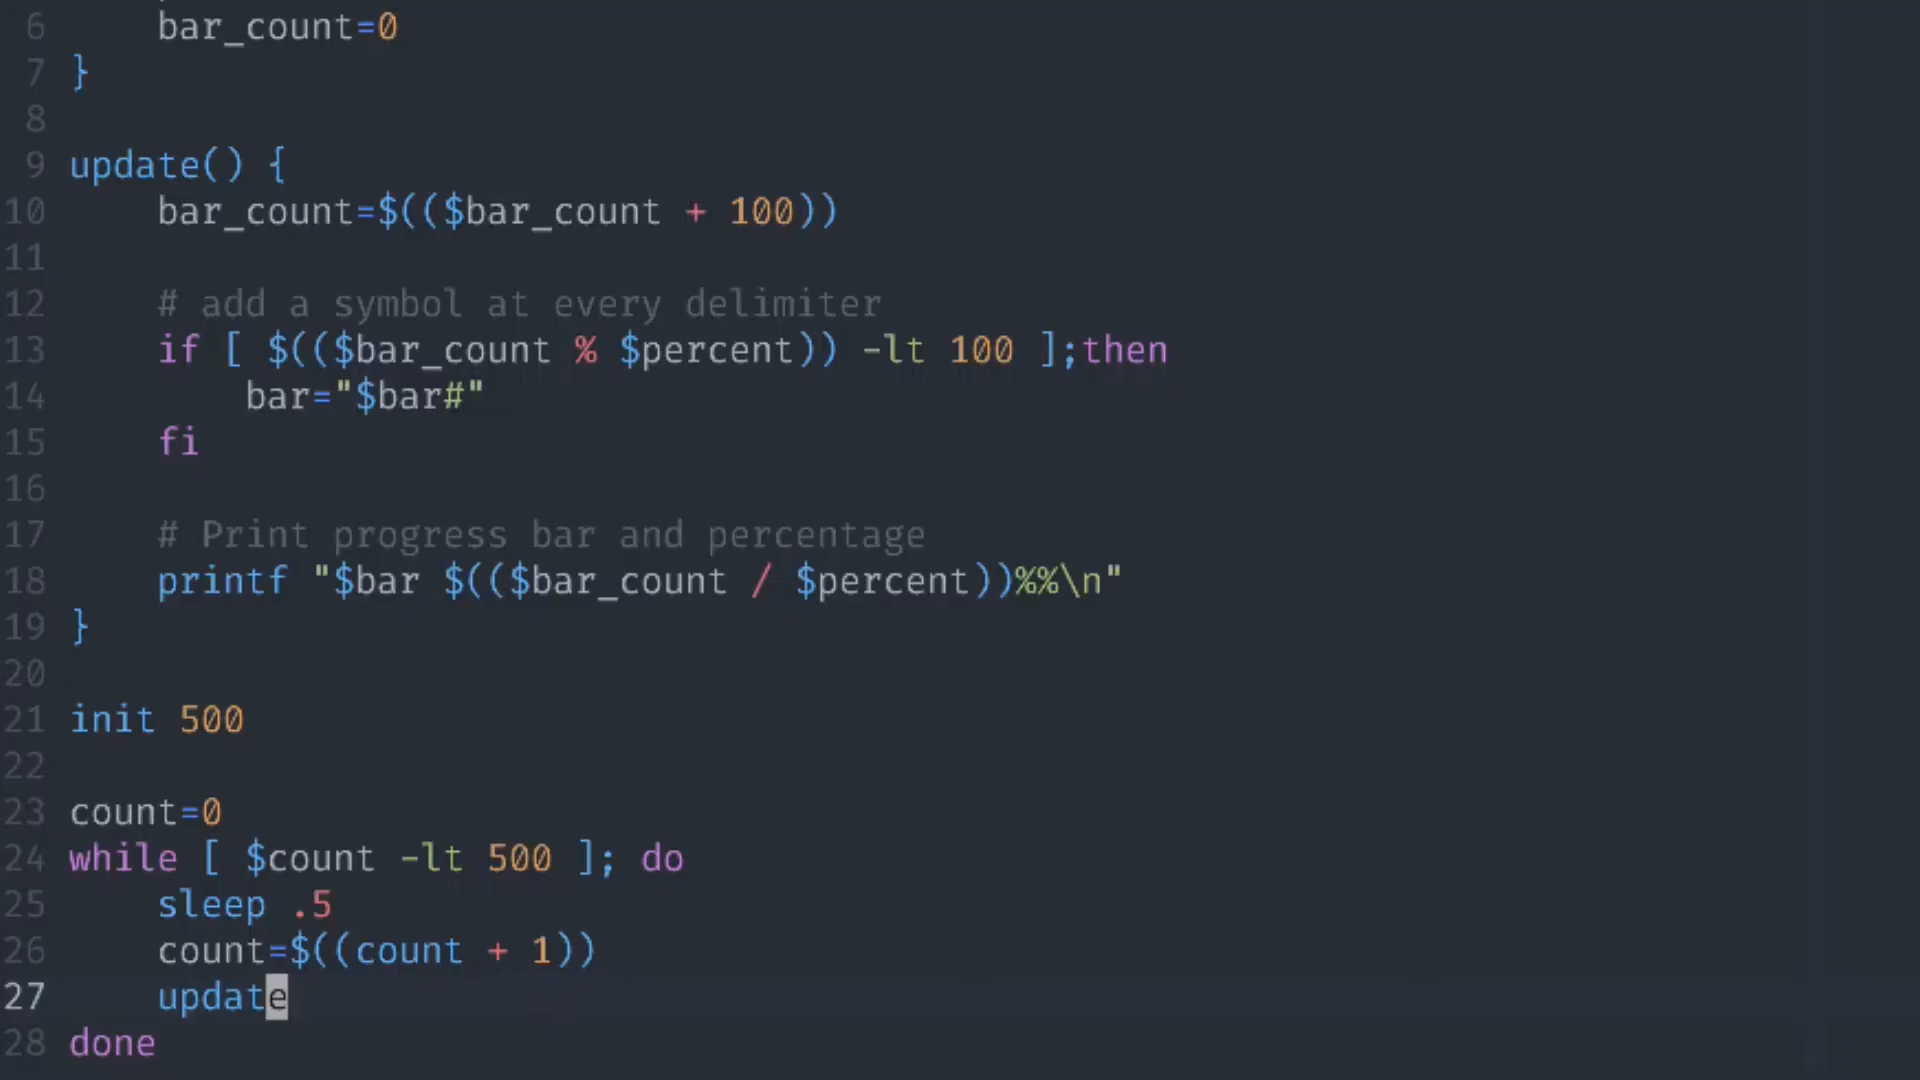 6 bar_count=0
7 }
8
9 update() {
10 bar_count=$(($bar_count + 100))
11
12 # add a symbol at every delimiter
13 if [ $(($bar_count % $percent)) -lt 100 ];then
14 bar="$bar#"
15 fi
16
17 # Print progress bar and percentage
18 printf "$bar $(($bar_count / $percent))%%\n"
19 }
20
21 init 500
22
23 count=0
24 while [ $count -lt 500 ]; do
25 sleep .5
26 count=$((count + 1))
27 update
28 done